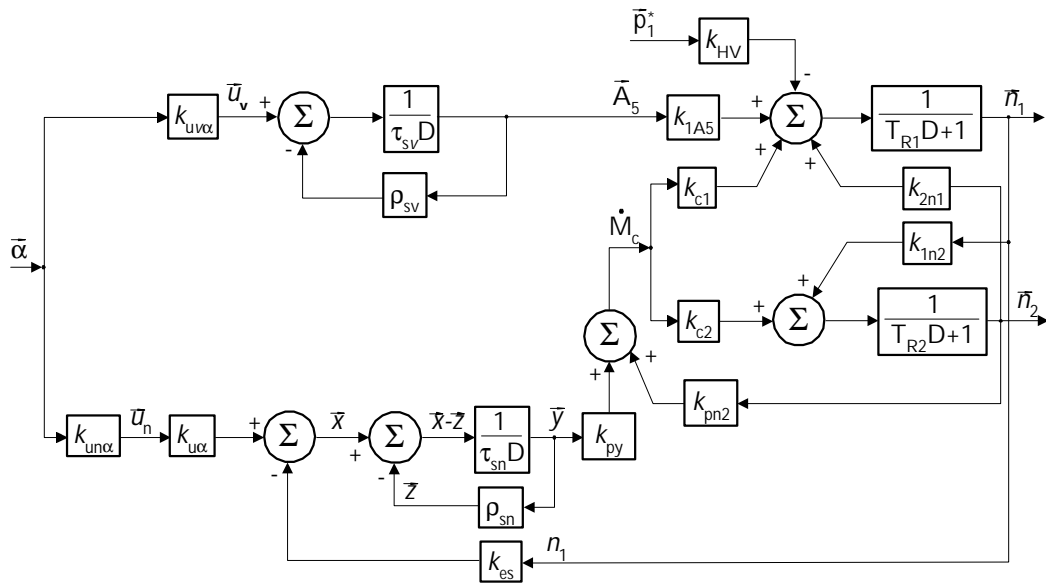 p̄₁*
k_HV
-
ū_v
Ā₅
n̄₁
k_uvα
+
Σ
1
τ_sv D
k_1A5
+
Σ
1
T_R1 D+1
-
+
+
ρ_sv
k_c1
k_2n1
Ṁ_c
k_1n2
ᾱ
+
n̄₂
k_c2
+
Σ
1
T_R2 D+1
Σ
+
+
k_pn2
ū_n
x̄
x̄-z̄
1
ȳ
k_unα
k_uα
+
Σ
+
Σ
τ_sn D
k_py
-
-
z̄
ρ_sn
n₁
k_es